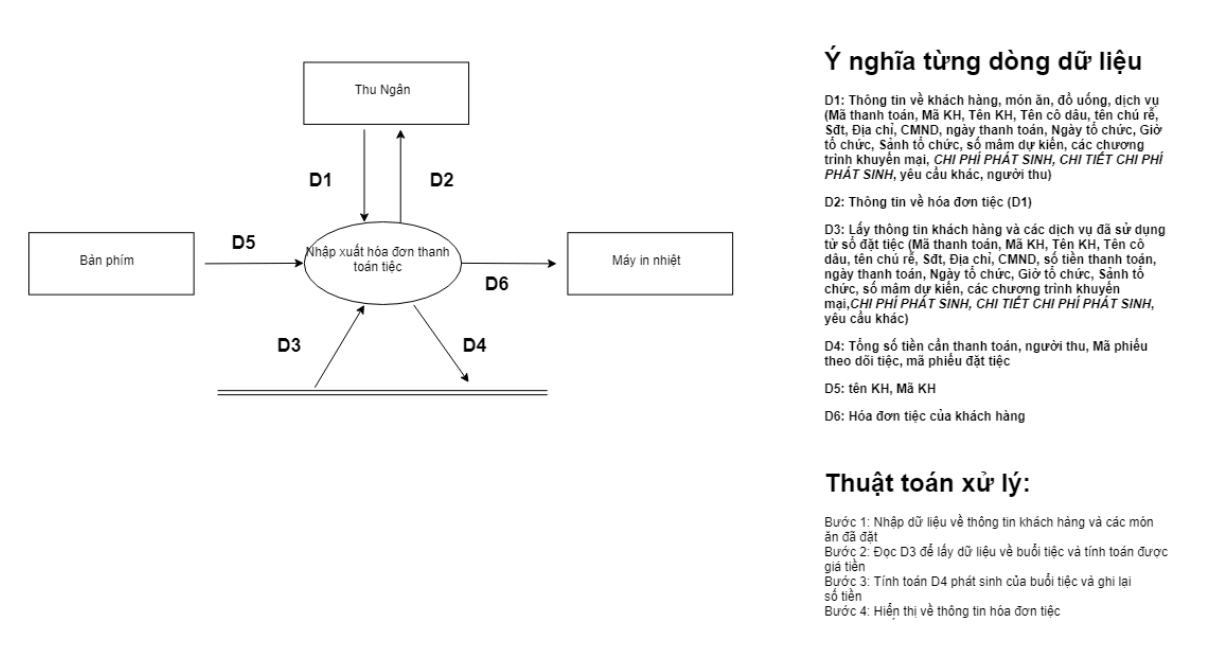 Thu Ngân
D1
D2
Bàn phím
D5
Nhập xuất hóa đơn thanh
toán tiệc
D6
Máy in nhiệt
D3
D4
Ý nghĩa từng dòng dữ liệu
D1: Thông tin về khách hàng, món ăn, đồ uống, dịch vụ
(Mã thanh toán, Mã KH, Tên KH, Tên cô dâu, tên chú rễ,
Sđt, Địa chỉ, CMND, ngày thanh toán, Ngày tổ chức, Giờ
tổ chức, Sảnh tổ chức, số mâm dự kiến, các chương
trình khuyến mại, CHI PHÍ PHÁT SINH, CHI TIẾT CHI PHÍ
PHÁT SINH, yêu cầu khác, người thu)
D2: Thông tin về hóa đơn tiệc (D1)
D3: Lấy thông tin khách hàng và các dịch vụ đã sử dụng
từ sổ đặt tiệc (Mã thanh toán, Mã KH, Tên KH, Tên cô
dâu, tên chú rễ, Sđt, Địa chỉ, CMND, số tiền thanh toán,
ngày thanh toán, Ngày tổ chức, Giờ tổ chức, Sảnh tổ
chức, số mâm dự kiến, các chương trình khuyến
mại,CHI PHÍ PHÁT SINH, CHI TIẾT CHI PHÍ PHÁT SINH,
yêu cầu khác)
D4: Tổng số tiền cần thanh toán, người thu, Mã phiếu
theo dõi tiệc, mã phiếu đặt tiệc
D5: tên KH, Mã KH
D6: Hóa đơn tiệc của khách hàng
Thuật toán xử lý:
Bước 1: Nhập dữ liệu về thông tin khách hàng và các món
ăn đã đặt
Bước 2: Đọc D3 để lấy dữ liệu về buổi tiệc và tính toán được
giá tiền
Bước 3: Tính toán D4 phát sinh của buổi tiệc và ghi lại
số tiền
Bước 4: Hiển thị về thông tin hóa đơn tiệc